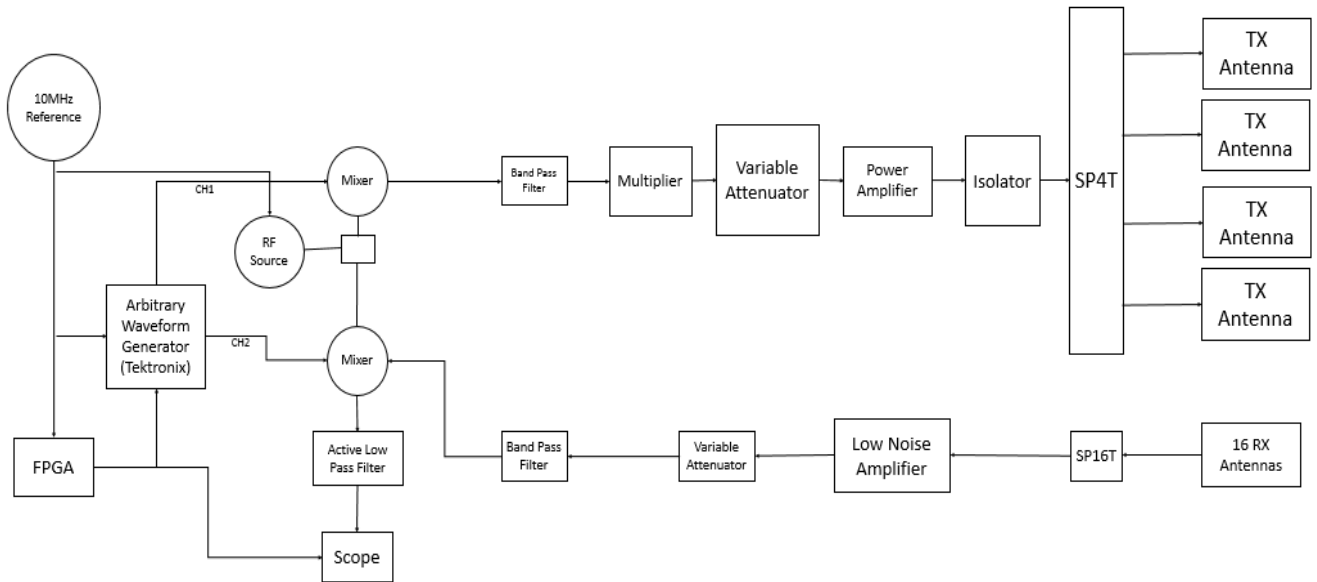 10MHz
Reference
CH1
Mixer
Band Pass
Filter
Multiplier
Variable
Attenuator
Power
Amplifier
Isolator
SP4T
TX
Antenna
TX
Antenna
TX
Antenna
TX
Antenna
RF
Source
Arbitrary
Waveform
Generator
(Tektronix)
CH2
Mixer
FPGA
Active Low
Pass Filter
Band Pass
Filter
Variable
Attenuator
Low Noise
Amplifier
SP16T
16 RX
Antennas
Scope